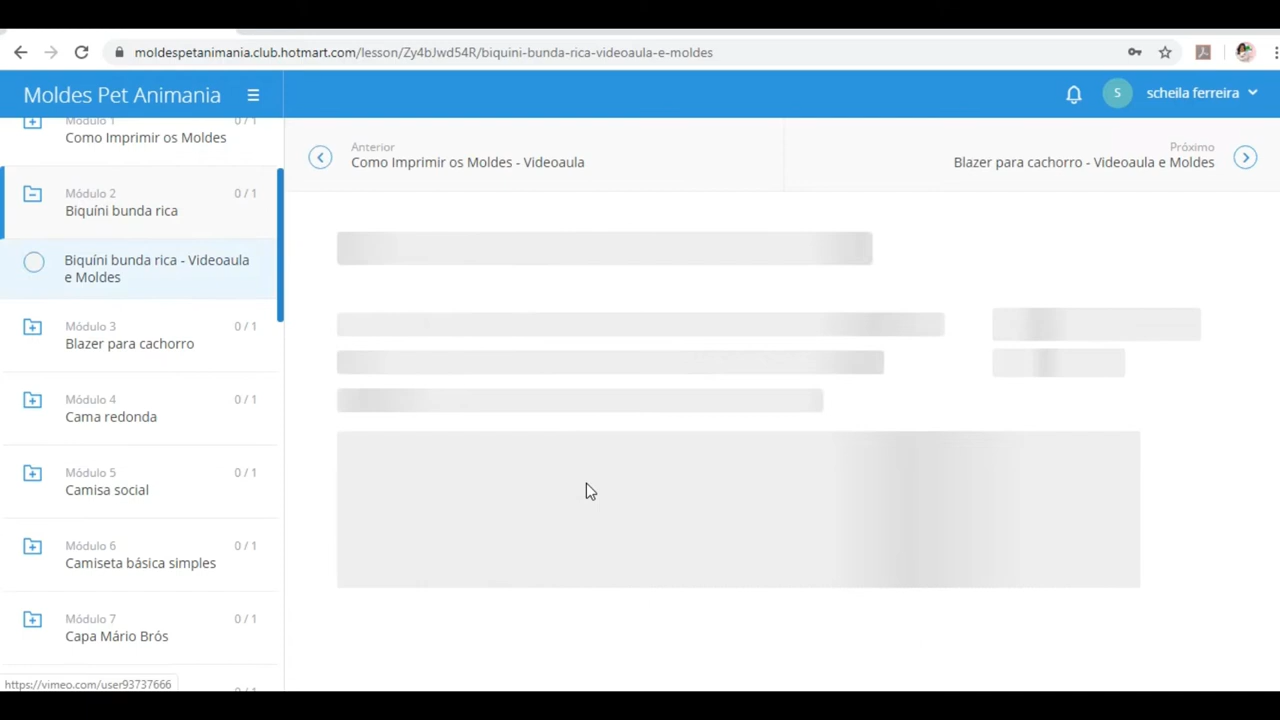 moldespetanimania.club.hotmart.com/lesson/Zy4bJwd54R/biquini-bunda-rica-videoaula-e-moldes
Moldes Pet Animania
S
scheila ferreira
Módulo 1
0 / 1
Como Imprimir os Moldes
Anterior
Como Imprimir os Moldes - Videoaula
Próximo
Blazer para cachorro - Videoaula e Moldes
Módulo 2
0 / 1
Biquíni bunda rica
Biquíni bunda rica - Videoaula
e Moldes
Módulo 3
0 / 1
Blazer para cachorro
Módulo 4
0 / 1
Cama redonda
Módulo 5
0 / 1
Camisa social
Módulo 6
0 / 1
Camiseta básica simples
Módulo 7
0 / 1
Capa Mário Brós
https://vimeo.com/user93737666